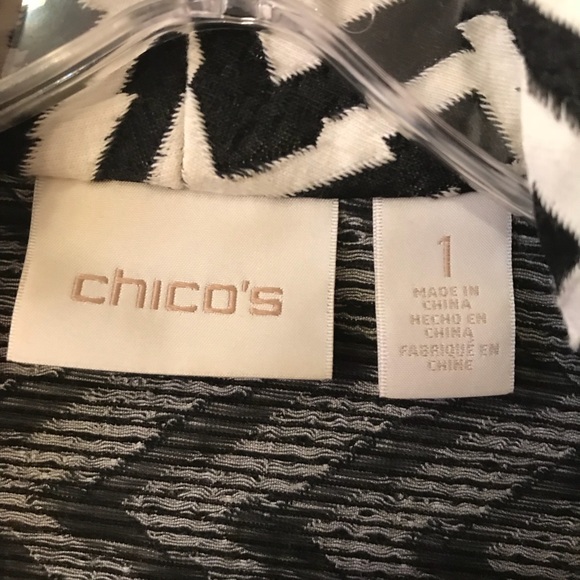 chico's
1
MADE IN
CHINA
HECHO EN
CHINA
FABRIQUÉ EN
CHINE